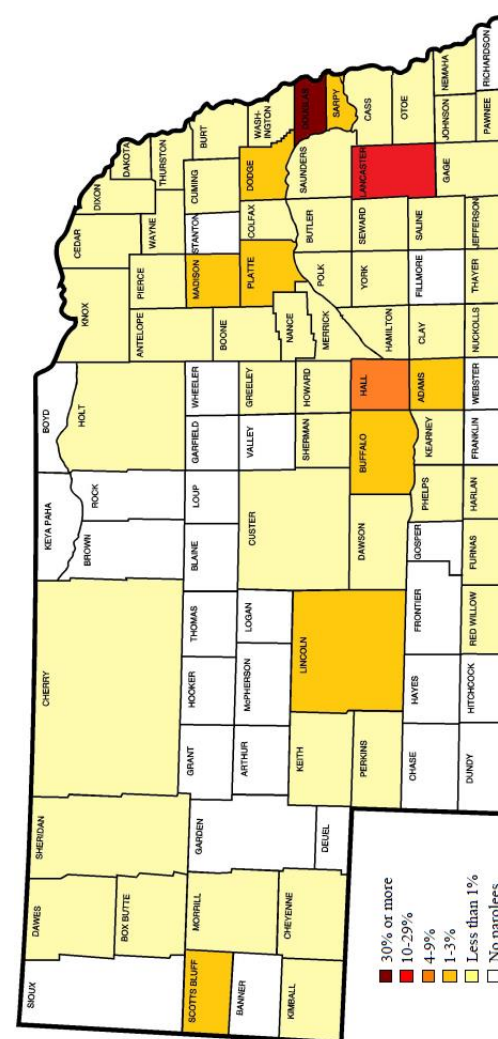 SIOUX
DAWES
BOX BUTTE
SHERIDAN
CHERRY
KEYA PAHA
BOYD
BROWN
ROCK
HOLT
KNOX
CEDAR
DIXON
DAKOTA
SCOTTS BLUFF
BANNER
KIMBALL
MORRILL
CHEYENNE
GARDEN
DEUEL
GRANT
HOOKER
THOMAS
BLAINE
LOUP
GARFIELD
WHEELER
ANTELOPE
PIERCE
WAYNE
THURSTON
ARTHUR
McPHERSON
LOGAN
CUSTER
VALLEY
GREELEY
BOONE
MADISON
STANTON
CUMING
BURT
KEITH
LINCOLN
SHERMAN
HOWARD
NANCE
MERRICK
PLATTE
COLFAX
DODGE
WASH-
INGTON
PERKINS
DAWSON
BUFFALO
HALL
POLK
BUTLER
SAUNDERS
DOUGLAS
SARPY
CHASE
HAYES
FRONTIER
GOSPER
PHELPS
KEARNEY
ADAMS
HAMILTON
YORK
SEWARD
LANCASTER
CASS
OTOE
CLAY
FILLMORE
SALINE
DUNDY
HITCHCOCK
RED WILLOW
FURNAS
HARLAN
FRANKLIN
WEBSTER
NUCKOLLS
THAYER
JEFFERSON
GAGE
JOHNSON
NEMAHA
PAWNEE
RICHARDSON
30% or more
10-29%
4-9%
1-3%
Less than 1%
No parolees